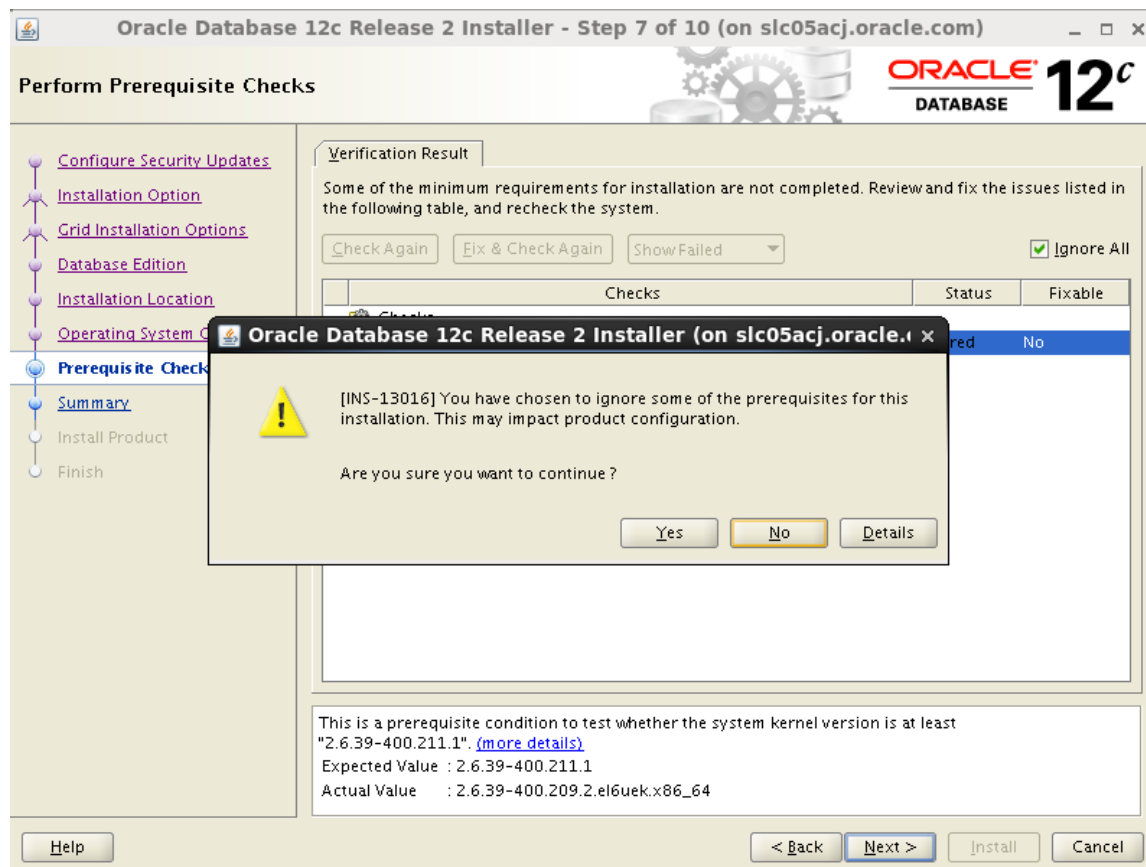 Oracle Database 12c Release 2 Installer - Step 7 of 10 (on slc05acj.oracle.com)
Perform Prerequisite Checks
ORACLE
DATABASE
12c
Configure Security Updates
Installation Option
Grid Installation Options
Database Edition
Installation Location
Operating System
Prerequisite Check
Summary
Install Product
Finish
Verification Result
Some of the minimum requirements for installation are not completed. Review and fix the issues listed in
the following table, and recheck the system.
Check Again
Fix & Check Again
Show Failed
Ignore All
Checks
Status
Fixable
Checks
No
Oracle Database 12c Release 2 Installer (on slc05acj.oracle.
[INS-13016] You have chosen to ignore some of the prerequisites for this
installation. This may impact product configuration.
Are you sure you want to continue?
Yes
No
Details
This is a prerequisite condition to test whether the system kernel version is at least
"2.6.39-400.211.1". (more details)
Expected Value : 2.6.39-400.211.1
Actual Value : 2.6.39-400.209.2.el6uek.x86_64
Help
< Back
Next >
Install
Cancel